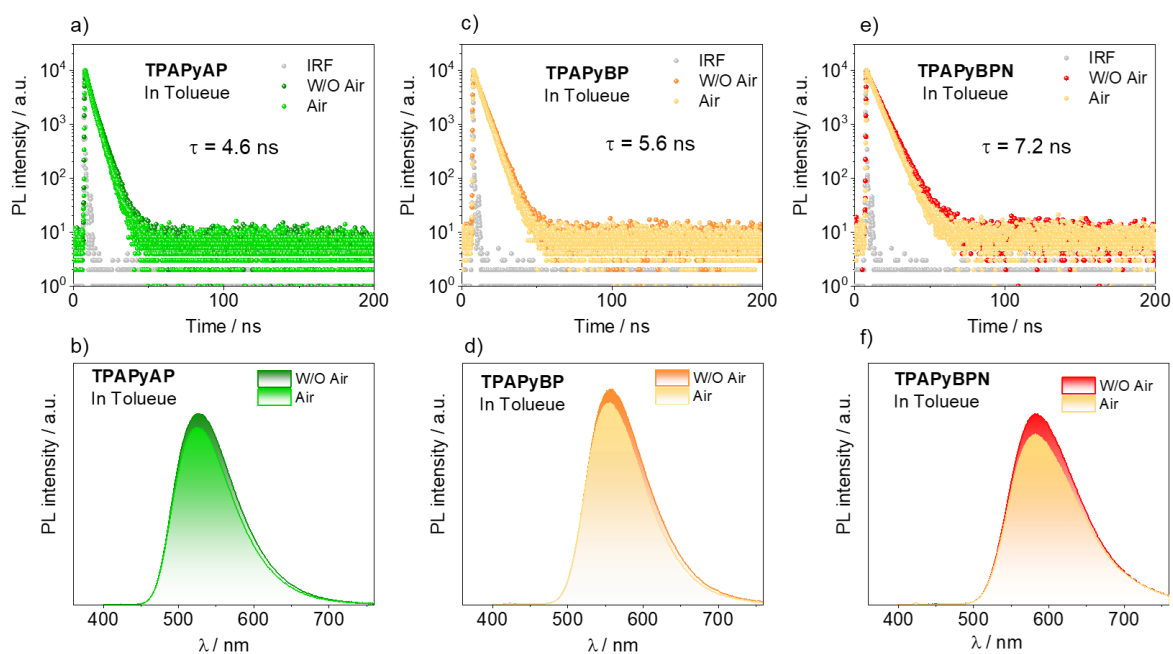 a)
TPAPyAP
In Tolueue
IRF
W/O Air
Air
τ = 4.6 ns
PL intensity / a.u.
10⁴
10³
10²
10¹
10⁰
0
100
200
Time / ns
c)
TPAPyBP
In Tolueue
IRF
W/O Air
Air
τ = 5.6 ns
PL intensity / a.u.
10⁴
10³
10²
10¹
10⁰
0
100
200
Time / ns
e)
TPAPyBPN
In Tolueue
IRF
W/O Air
Air
τ = 7.2 ns
PL intensity / a.u.
10⁴
10³
10²
10¹
10⁰
0
100
200
Time / ns
b)
TPAPyAP
In Tolueue
W/O Air
Air
PL intensity / a.u.
400
500
600
700
λ / nm
d)
TPAPyBP
In Tolueue
W/O Air
Air
PL intensity / a.u.
400
500
600
700
λ / nm
f)
TPAPyBPN
In Tolueue
W/O Air
Air
PL intensity / a.u.
400
500
600
700
λ / nm